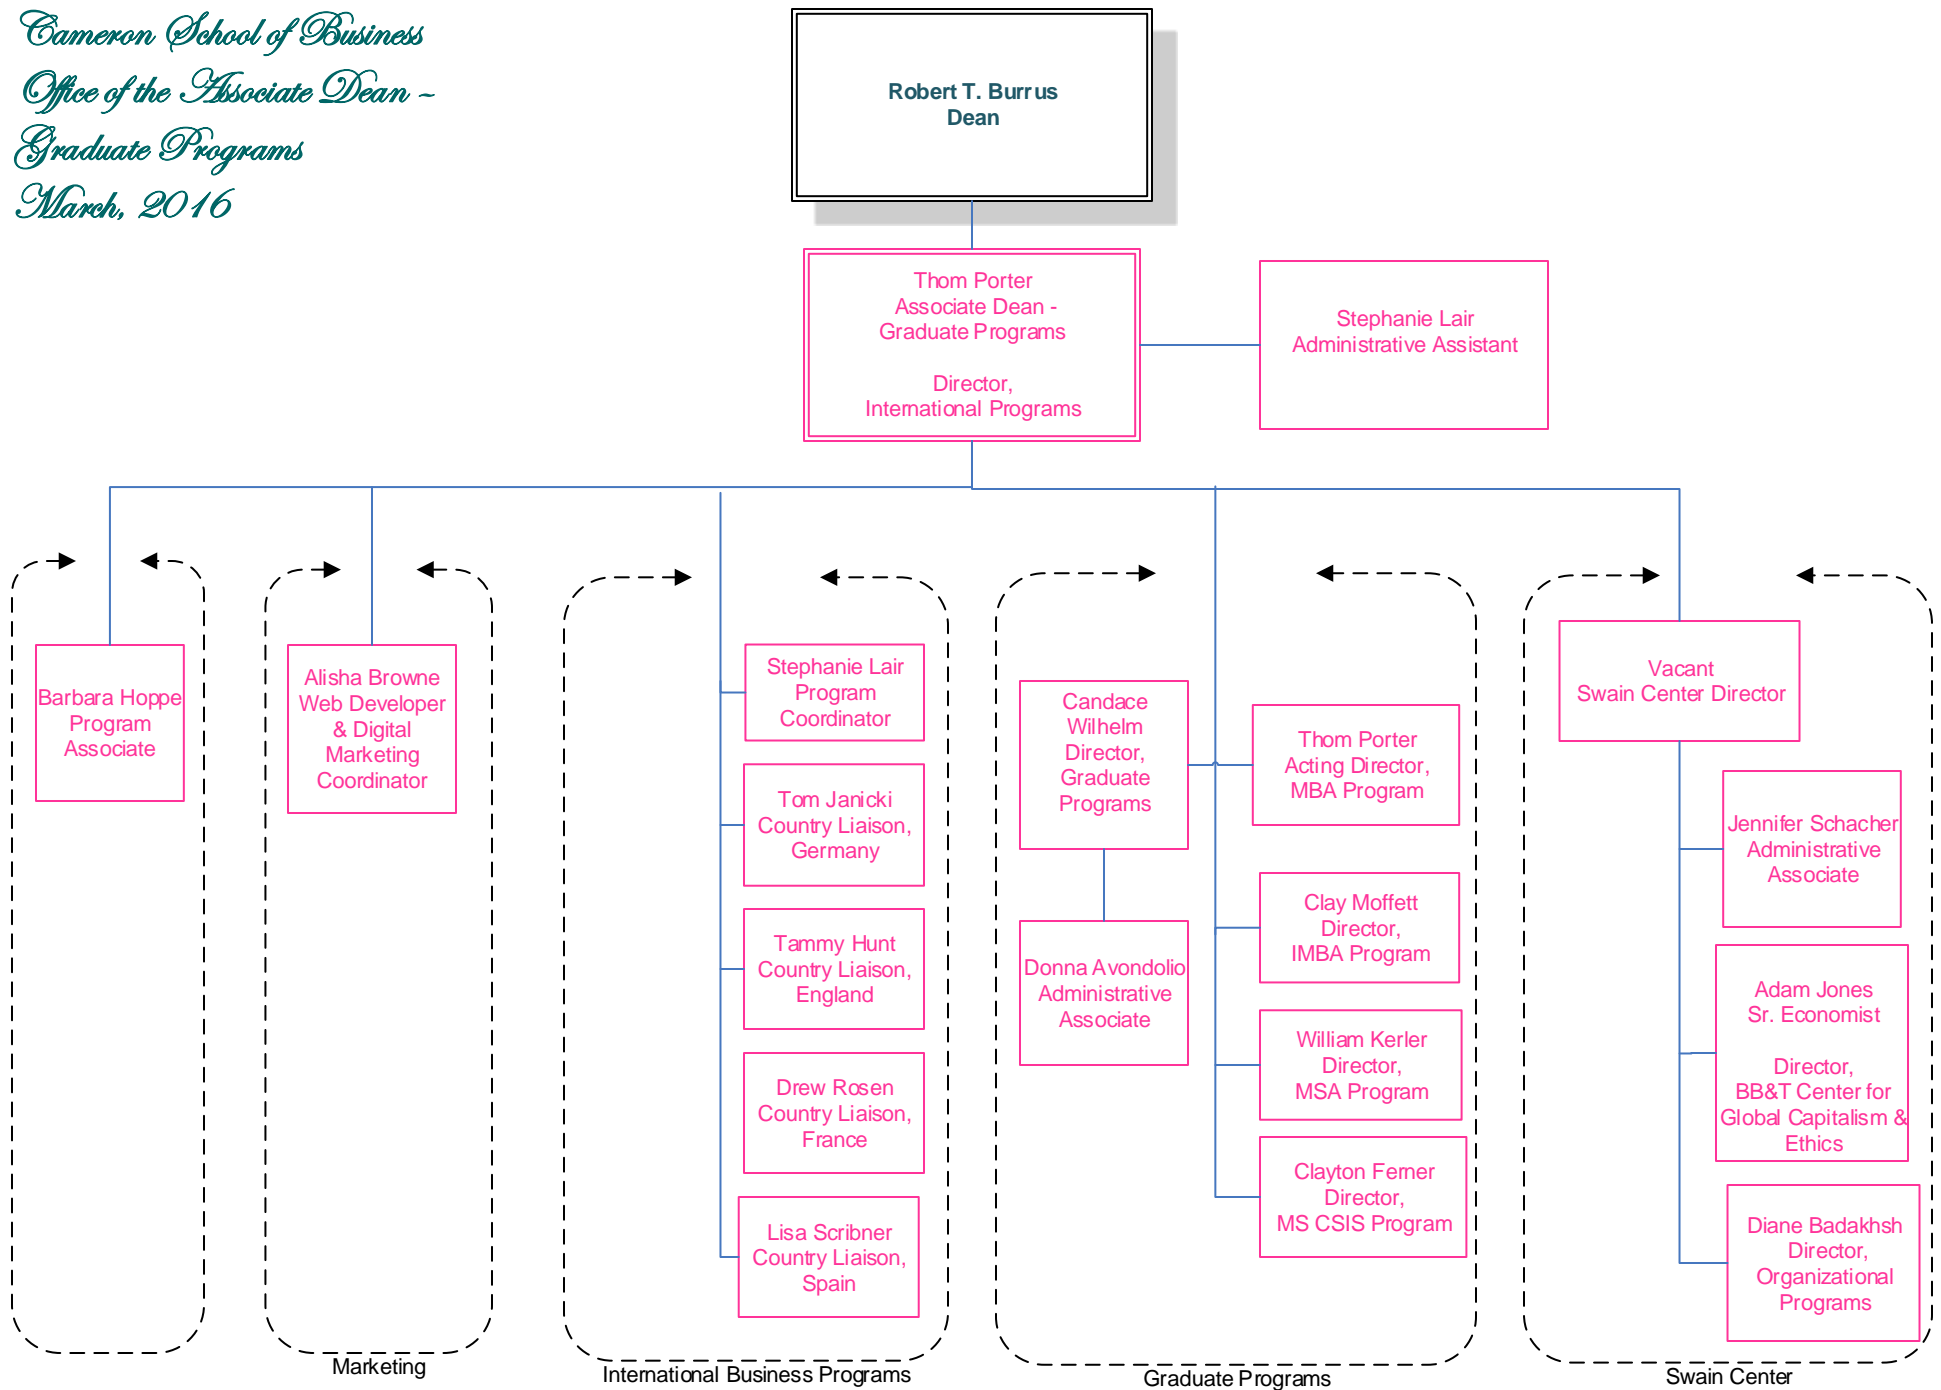 Cameron School of Business
Office of the Associate Dean -
Graduate Programs
March, 2016
Robert T. Burrus
Dean
Thom Porter
Associate Dean -
Graduate Programs
Director,
International Programs
Stephanie Lair
Administrative Assistant
Barbara Hoppe
Program
Associate
Alisha Browne
Web Developer
& Digital
Marketing
Coordinator
Marketing
Stephanie Lair
Program
Coordinator
Tom Janicki
Country Liaison,
Germany
Tammy Hunt
Country Liaison,
England
Drew Rosen
Country Liaison,
France
Lisa Scribner
Country Liaison,
Spain
International Business Programs
Candace
Wilhelm
Director,
Graduate
Programs
Donna Avondolio
Administrative
Associate
Thom Porter
Acting Director,
MBA Program
Clay Moffett
Director,
IMBA Program
William Kerler
Director,
MSA Program
Clayton Ferner
Director,
MS CSIS Program
Graduate Programs
Vacant
Swain Center Director
Jennifer Schacher
Administrative
Associate
Adam Jones
Sr. Economist
Director,
BB&T Center for
Global Capitalism &
Ethics
Diane Badakhsh
Director,
Organizational
Programs
Swain Center